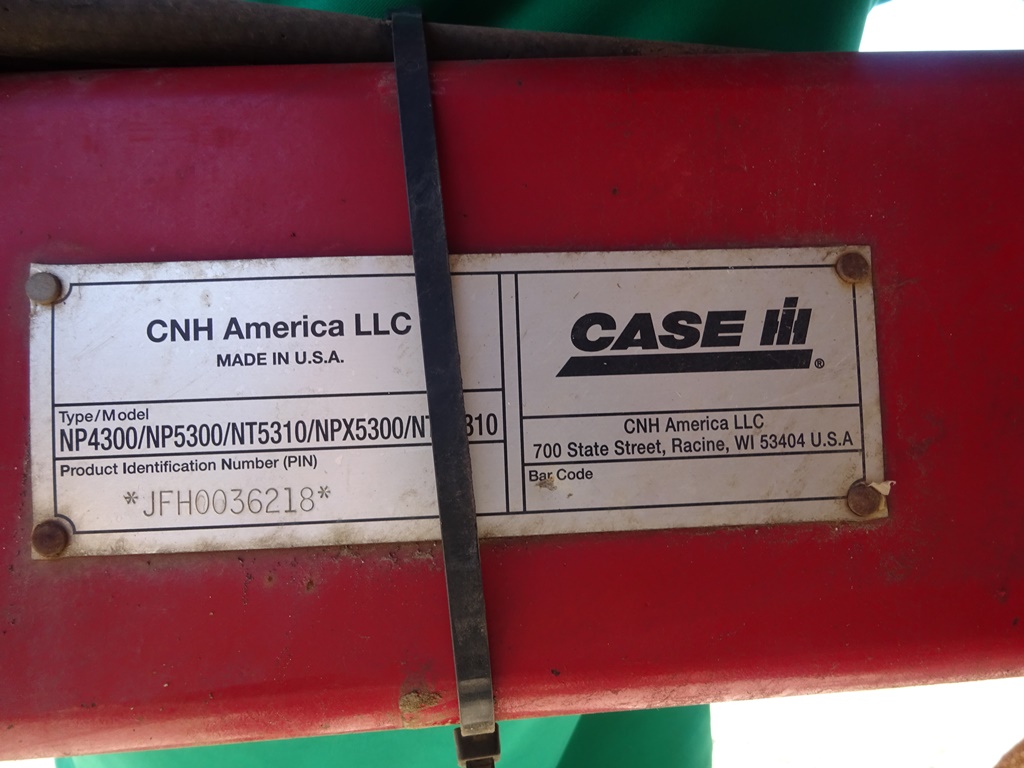 CNH America LLC
MADE IN U.S.A.
Type/Model
NP4300/NP5300/NT5310/NPX5300/
Product Identification Number (PIN)
*JFH0036218*
CASE IH®
CNH America LLC
700 State Street, Racine, WI 53404 U.S.A
Bar Code